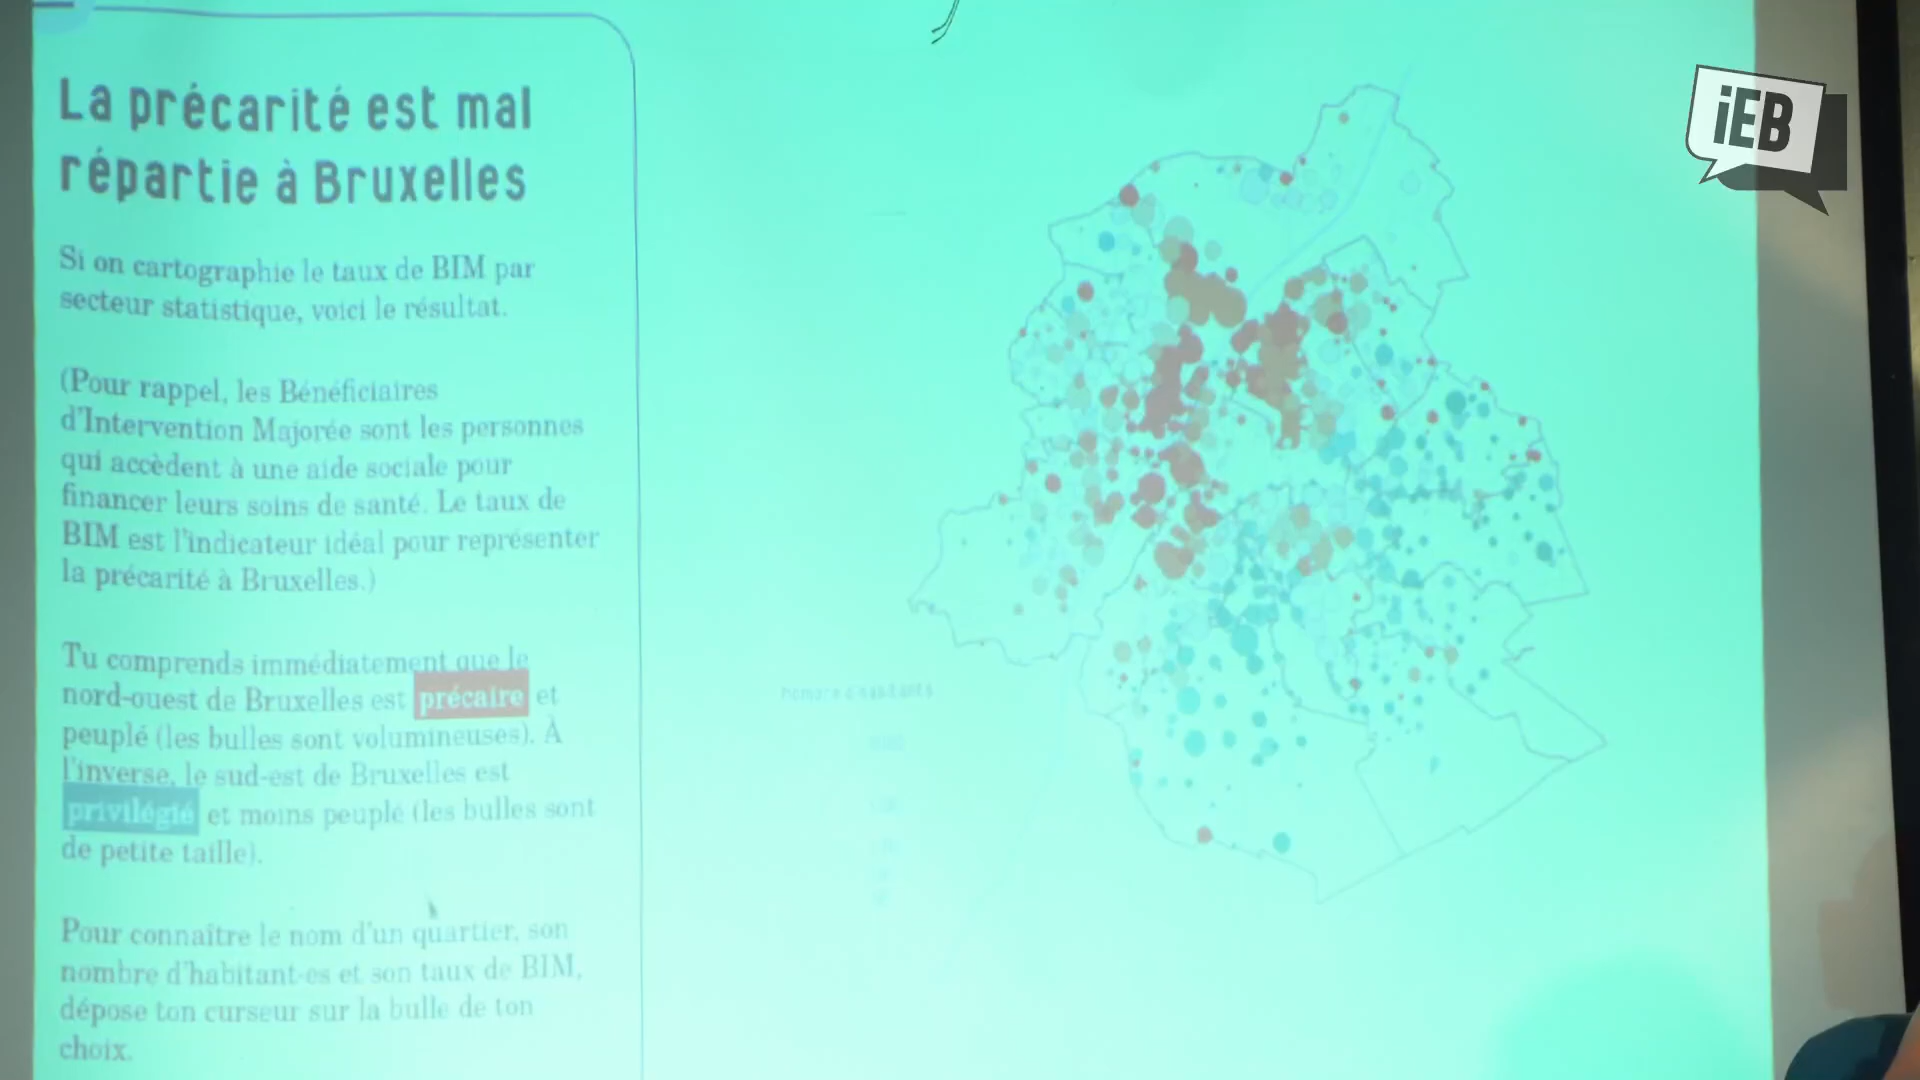 La précarité est mal
répartie à Bruxelles
Si on cartographie le taux de BIM par
secteur statistique, voici le résultat.
(Pour rappel, les Bénéficiaires
d'Intervention Majorée sont les personnes
qui accèdent à une aide sociale pour
financer leurs soins de santé. Le taux de
BIM est l'indicateur idéal pour représenter
la précarité à Bruxelles.)
Tu comprends immédiatement que le
nord-ouest de Bruxelles est précaire et
peuplé (les bulles sont volumineuses). À
l'inverse, le sud-est de Bruxelles est
privilégié et moins peuplé (les bulles sont
de petite taille).
Pour connaître le nom d'un quartier, son
nombre d'habitant·es et son taux de BIM,
dépose ton curseur sur la bulle de ton
choix.
Nombre d'habitants
iEB